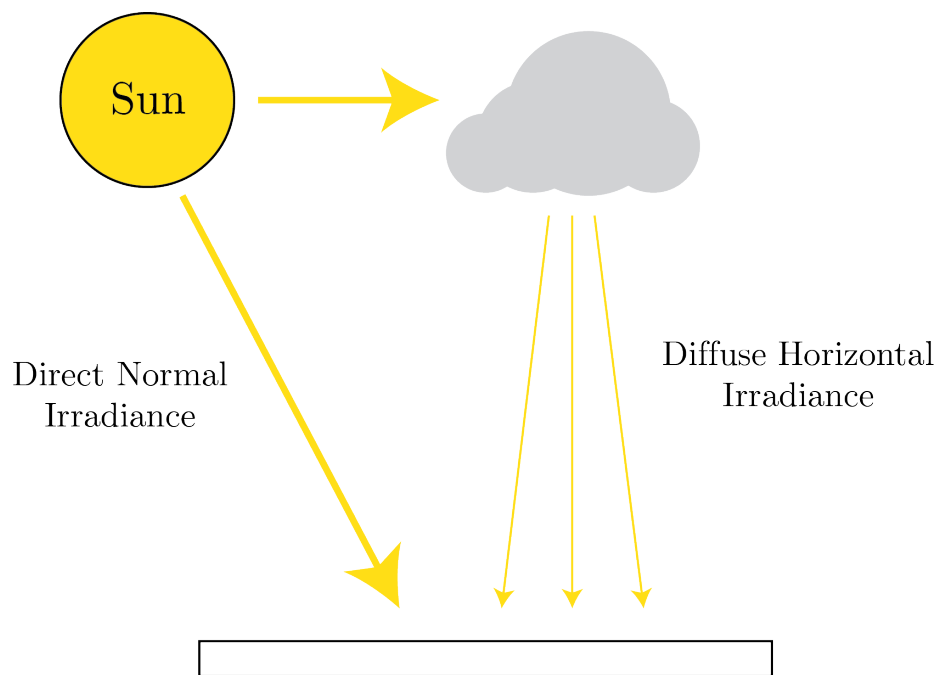 Sun
Diffuse Horizontal
Irradiance
Direct Normal
Irradiance